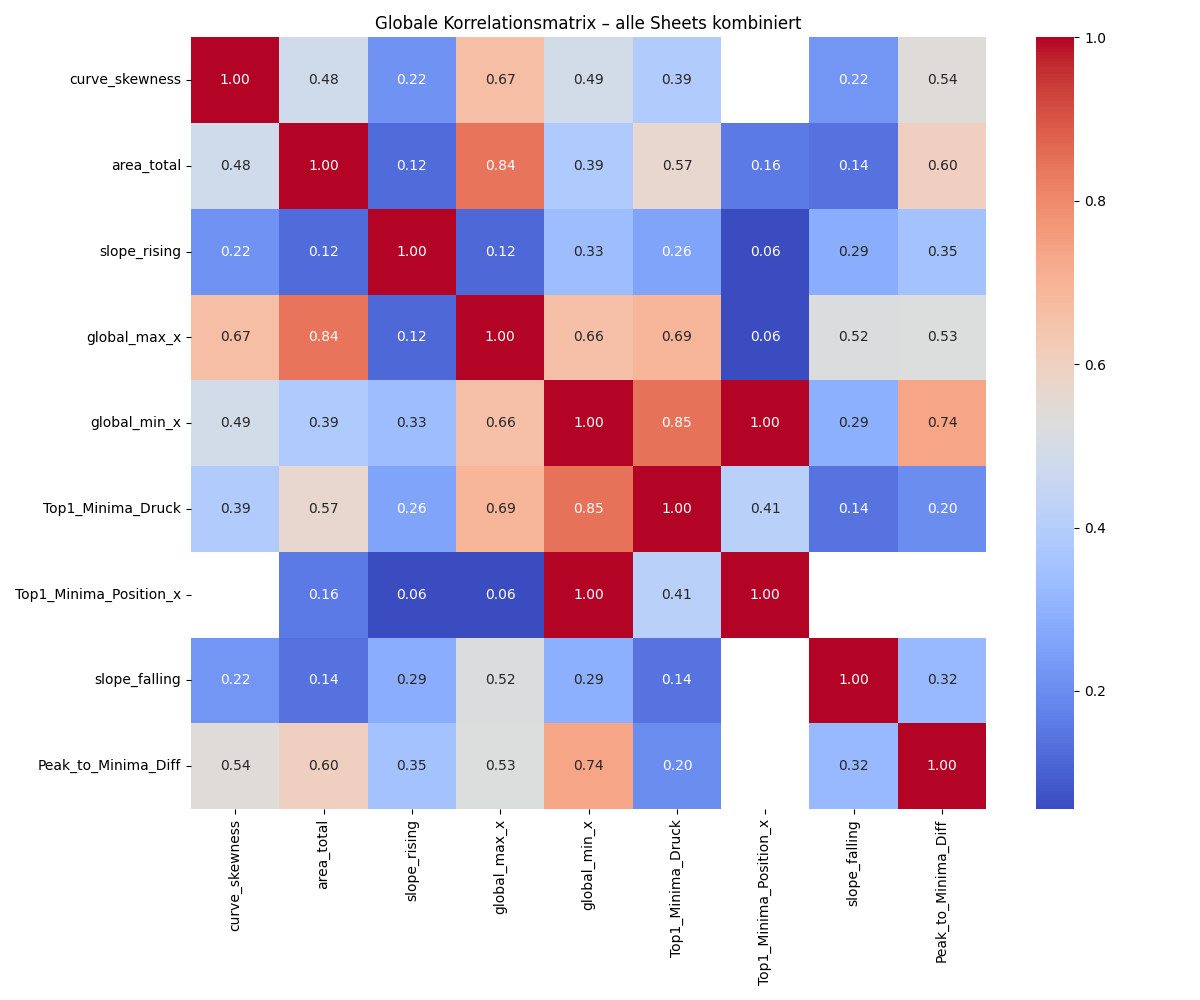 Globale Korrelationsmatrix – alle Sheets kombiniert
curve_skewness 1.00 0.48 0.22 0.67 0.49 0.39 0.22 0.54
area_total 0.48 1.00 0.12 0.84 0.39 0.57 0.16 0.14 0.60
slope_rising 0.22 0.12 1.00 0.12 0.33 0.26 0.06 0.29 0.35
global_max_x 0.67 0.84 0.12 1.00 0.66 0.69 0.06 0.52 0.53
global_min_x 0.49 0.39 0.33 0.66 1.00 0.85 1.00 0.29 0.74
Top1_Minima_Druck 0.39 0.57 0.26 0.69 0.85 1.00 0.41 0.14 0.20
Top1_Minima_Position_x 0.16 0.06 0.06 1.00 0.41 1.00
slope_falling 0.22 0.14 0.29 0.52 0.29 0.14 1.00 0.32
Peak_to_Minima_Diff 0.54 0.60 0.35 0.53 0.74 0.20 0.32 1.00
curve_skewness
area_total
slope_rising
global_max_x
global_min_x
Top1_Minima_Druck
Top1_Minima_Position_x
slope_falling
Peak_to_Minima_Diff
1.0
0.8
0.6
0.4
0.2